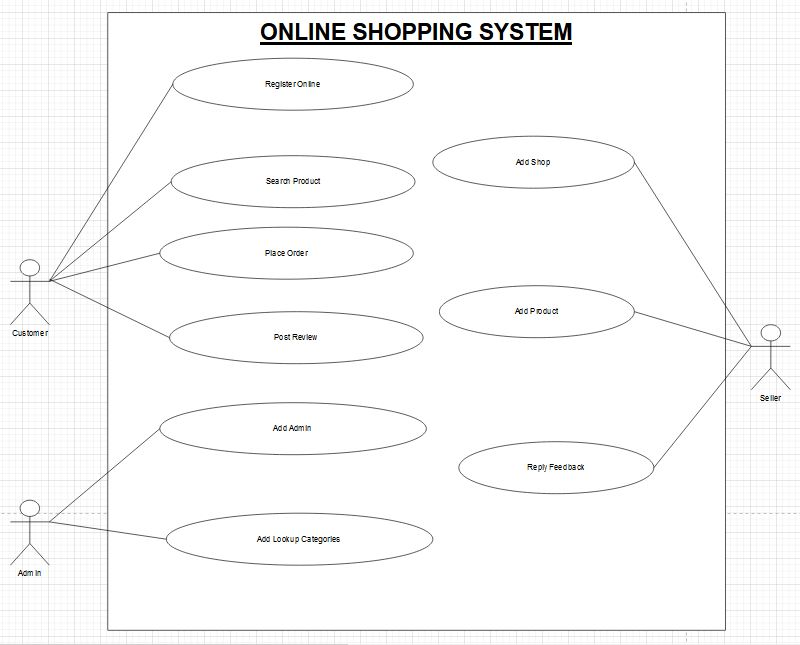 ONLINE SHOPPING SYSTEM
Register Online
Search Product
Place Order
Post Review
Add Admin
Add Lookup Categories
Add Shop
Add Product
Reply Feedback
Customer
Admin
Seller